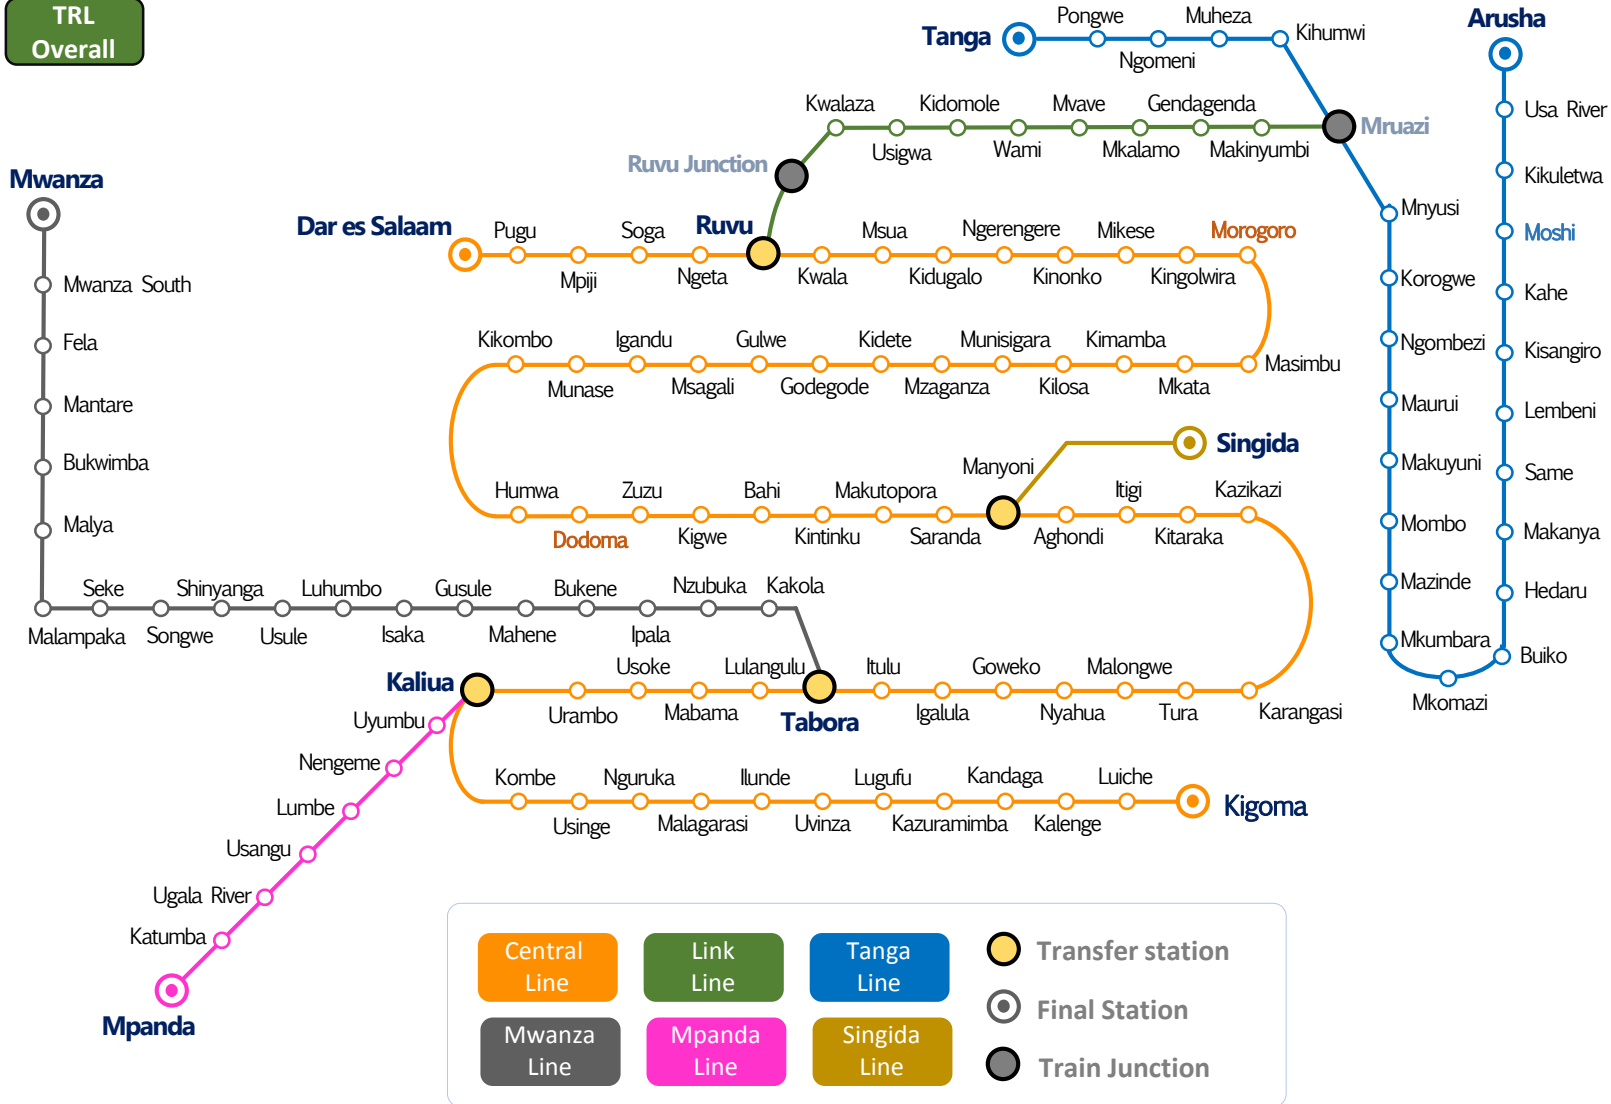 TRL
Overall
Tanga
Pongwe
Ngomeni
Muheza
Kihumwi
Arusha
Usa River
Kikuletwa
Moshi
Kahe
Kisangiro
Lembeni
Same
Makanya
Hedaru
Buiko
Mkomazi
Mkumbara
Mazinde
Mombo
Makuyuni
Maurui
Ngombezi
Korogwe
Mnyusi
Mruazi
Kwalaza
Usigwa
Kidomole
Wami
Mvave
Mkalamo
Gendagenda
Makinyumbi
Ruvu Junction
Dar es Salaam
Pugu
Mpiji
Soga
Ngeta
Ruvu
Kwala
Msua
Kidugalo
Ngerengere
Kinonko
Mikese
Kingolwira
Morogoro
Kikombo
Munase
Igandu
Msagali
Gulwe
Godegode
Kidete
Mzaganza
Munisigara
Kilosa
Kimamba
Mkata
Masimbu
Singida
Manyoni
Humwa
Dodoma
Zuzu
Kigwe
Bahi
Kintinku
Makutopora
Saranda
Aghondi
Itigi
Kitaraka
Kazikazi
Mwanza
Mwanza South
Fela
Mantare
Bukwimba
Malya
Malampaka
Seke
Songwe
Shinyanga
Usule
Luhumbo
Isaka
Gusule
Mahene
Bukene
Ipala
Nzubuka
Kakola
Kaliua
Urambo
Usoke
Mabama
Lulangulu
Tabora
Itulu
Igalula
Goweko
Nyahua
Malongwe
Tura
Karangasi
Uyumbu
Nengeme
Lumbe
Usangu
Ugala River
Katumba
Mpanda
Kombe
Usinge
Nguruka
Malagarasi
Ilunde
Uvinza
Lugufu
Kazuramimba
Kandaga
Kalenge
Luiche
Kigoma
Central
Line
Link
Line
Tanga
Line
Mwanza
Line
Mpanda
Line
Singida
Line
Transfer station
Final Station
Train Junction